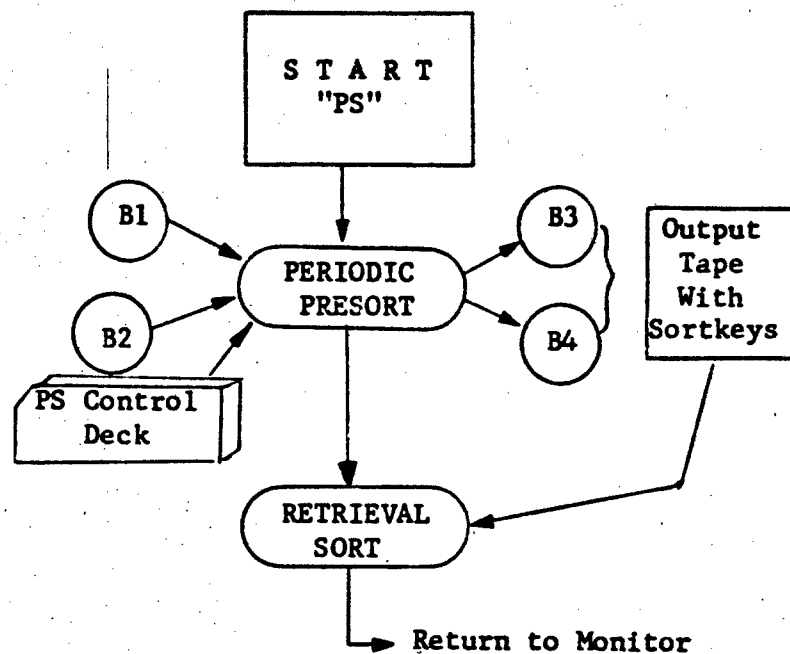 S T A R T
"PS"
B1
B2
PS Control
Deck
PERIODIC
PRESORT
B3
B4
Output
Tape
With
Sortkeys
RETRIEVAL
SORT
Return to Monitor